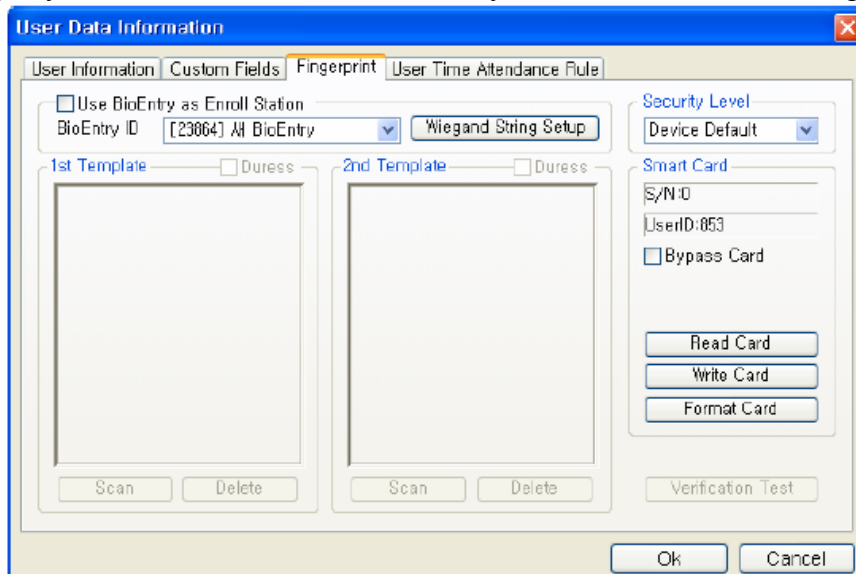 User Data Information
User Information Custom Fields Fingerprint User Time Attendance Rule
Use BioEntry as Enroll Station
BioEntry ID [23864] 새 BioEntry Wiegand String Setup
Security Level
Device Default
1st Template Duress
2nd Template Duress
Smart Card
S/N:0
UserID:853
Bypass Card
Read Card
Write Card
Format Card
Scan Delete
Scan Delete
Verification Test
Ok Cancel